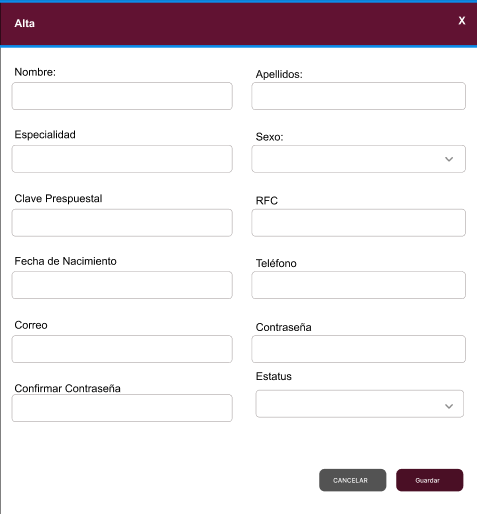 Alta
X
Nombre:
Apellidos:
Especialidad
Sexo:
Clave Prespuestal
RFC
Fecha de Nacimiento
Teléfono
Correo
Contraseña
Confirmar Contraseña
Estatus
CANCELAR
Guardar